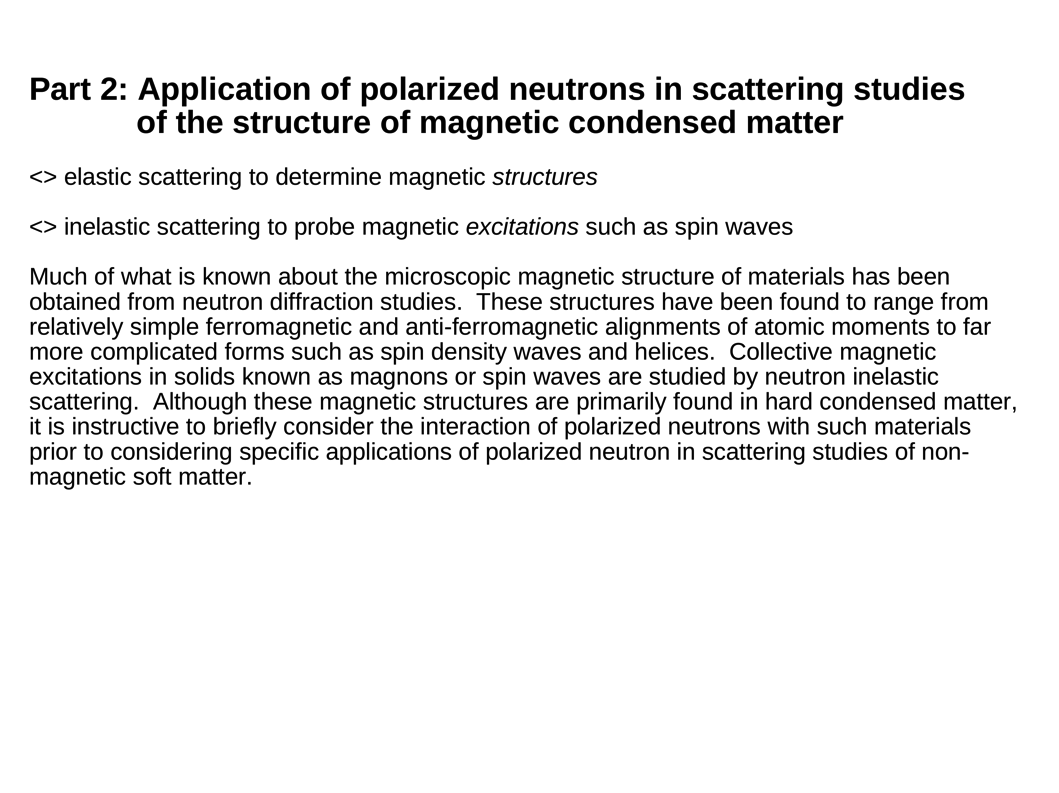 Part 2: Application of polarized neutrons in scattering studies
of the structure of magnetic condensed matter
<> elastic scattering to determine magnetic structures
<> inelastic scattering to probe magnetic excitations such as spin waves
Much of what is known about the microscopic magnetic structure of materials has been
obtained from neutron diffraction studies.  These structures have been found to range from
relatively simple ferromagnetic and anti-ferromagnetic alignments of atomic moments to far
more complicated forms such as spin density waves and helices.  Collective magnetic
excitations in solids known as magnons or spin waves are studied by neutron inelastic
scattering.  Although these magnetic structures are primarily found in hard condensed matter,
it is instructive to briefly consider the interaction of polarized neutrons with such materials
prior to considering specific applications of polarized neutron in scattering studies of non-
magnetic soft matter.